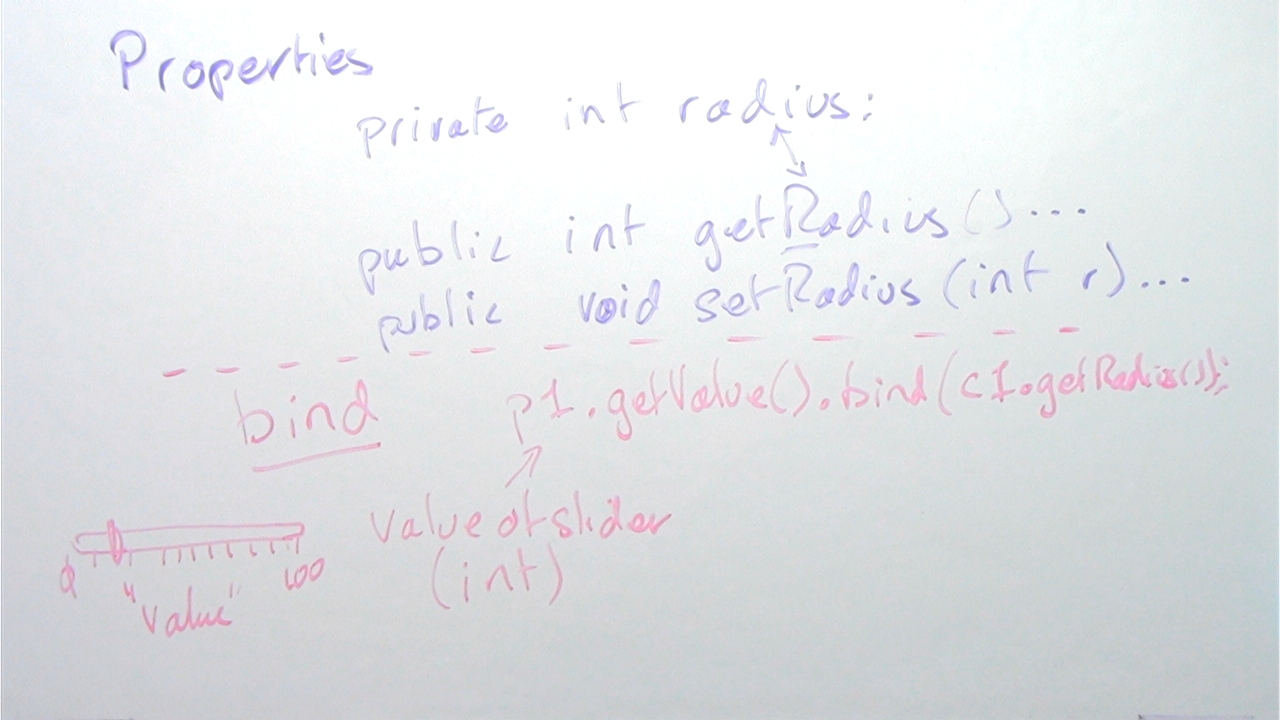 Properties
private int radius:
public int getRadius()...
public void setRadius(int r)...
bind p1.getValue().bind(c1.getRadius());
value of slider
(int)
0 100
"Value"